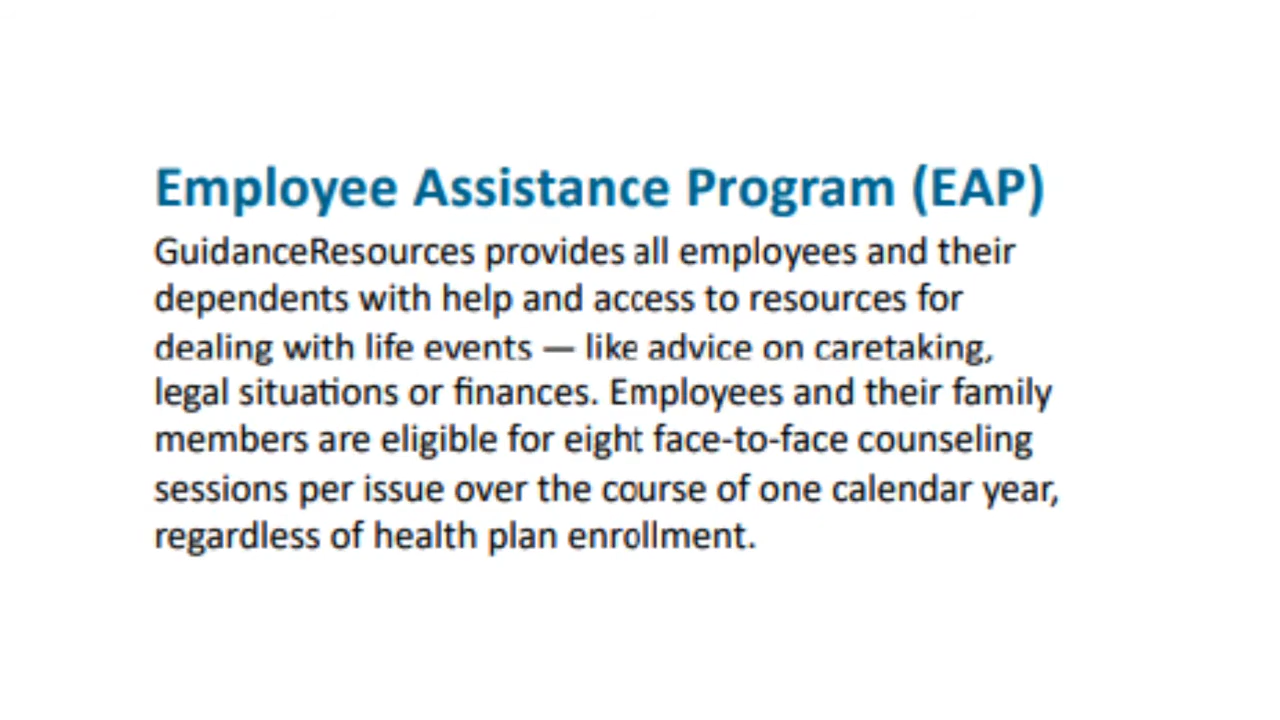 Employee Assistance Program (EAP)
GuidanceResources provides all employees and their
dependents with help and access to resources for
dealing with life events — like advice on caretaking,
legal situations or finances. Employees and their family
members are eligible for eight face-to-face counseling
sessions per issue over the course of one calendar year,
regardless of health plan enrollment.